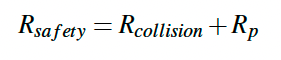 R_safety = R_collision + R_p